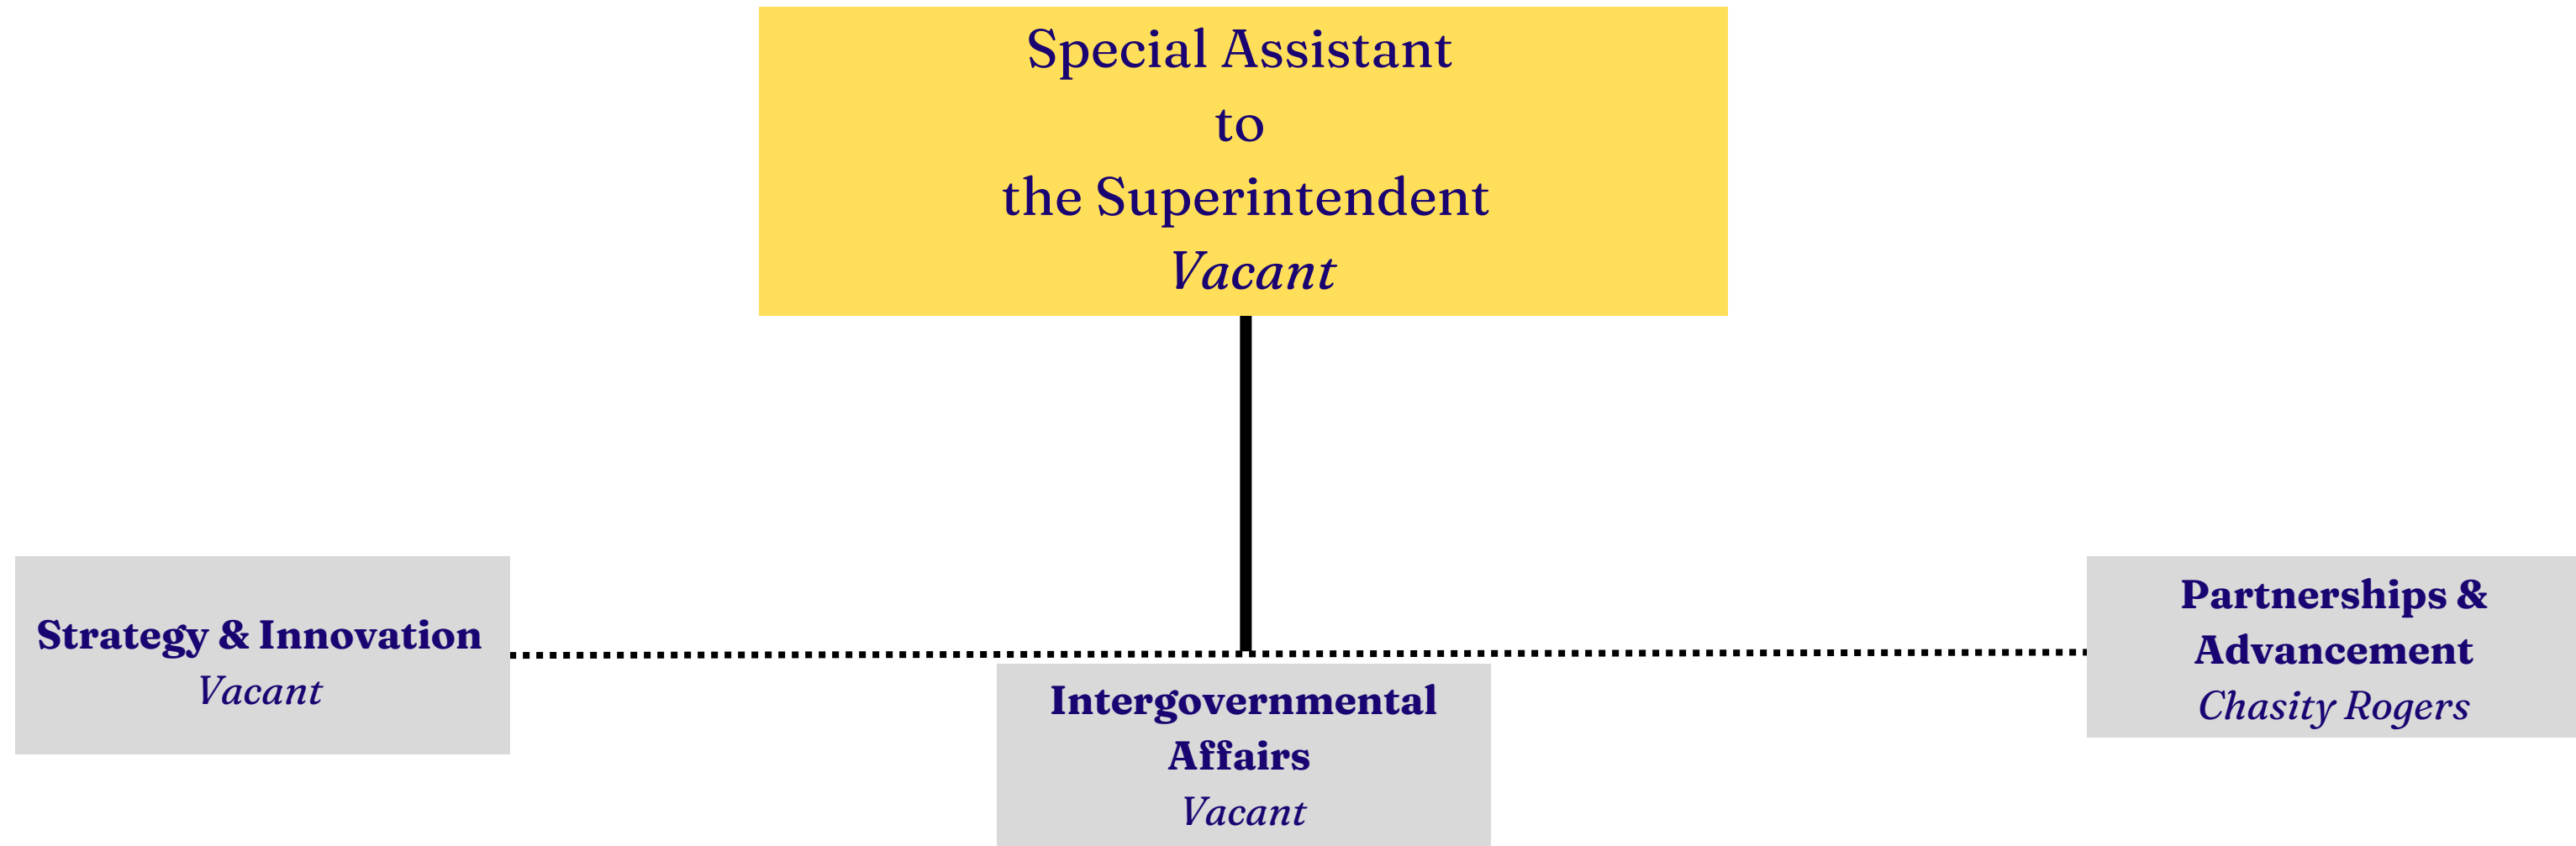 Special Assistant
to
the Superintendent
Vacant
Strategy & Innovation
Vacant
Intergovernmental
Affairs
Vacant
Partnerships &
Advancement
Chasity Rogers